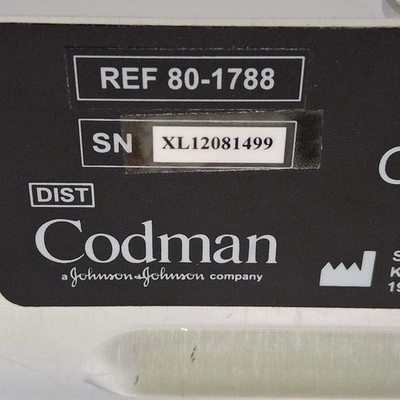 REF 80-1788
SN XL12081499
DIST
Codman
a Johnson & Johnson company